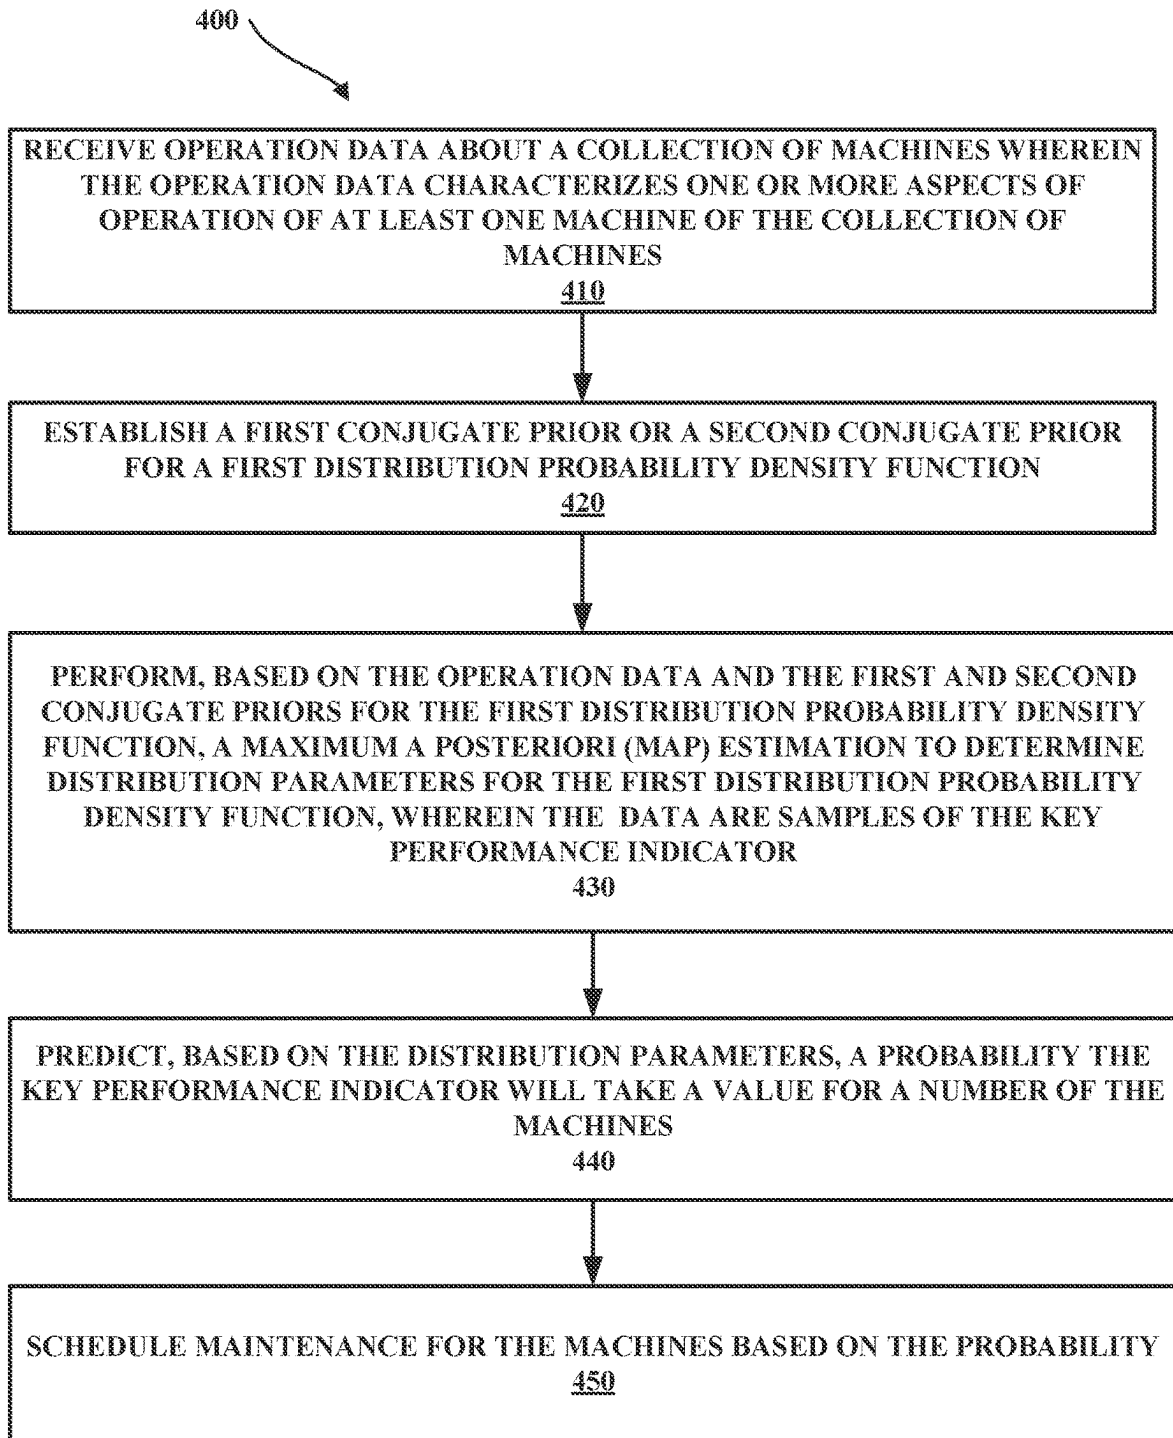 400
RECEIVE OPERATION DATA ABOUT A COLLECTION OF MACHINES WHEREIN
THE OPERATION DATA CHARACTERIZES ONE OR MORE ASPECTS OF
OPERATION OF AT LEAST ONE MACHINE OF THE COLLECTION OF
MACHINES
410
ESTABLISH A FIRST CONJUGATE PRIOR OR A SECOND CONJUGATE PRIOR
FOR A FIRST DISTRIBUTION PROBABILITY DENSITY FUNCTION
420
PERFORM, BASED ON THE OPERATION DATA AND THE FIRST AND SECOND
CONJUGATE PRIORS FOR THE FIRST DISTRIBUTION PROBABILITY DENSITY
FUNCTION, A MAXIMUM A POSTERIORI (MAP) ESTIMATION TO DETERMINE
DISTRIBUTION PARAMETERS FOR THE FIRST DISTRIBUTION PROBABILITY
DENSITY FUNCTION, WHEREIN THE DATA ARE SAMPLES OF THE KEY
PERFORMANCE INDICATOR
430
PREDICT, BASED ON THE DISTRIBUTION PARAMETERS, A PROBABILITY THE
KEY PERFORMANCE INDICATOR WILL TAKE A VALUE FOR A NUMBER OF THE
MACHINES
440
SCHEDULE MAINTENANCE FOR THE MACHINES BASED ON THE PROBABILITY
450